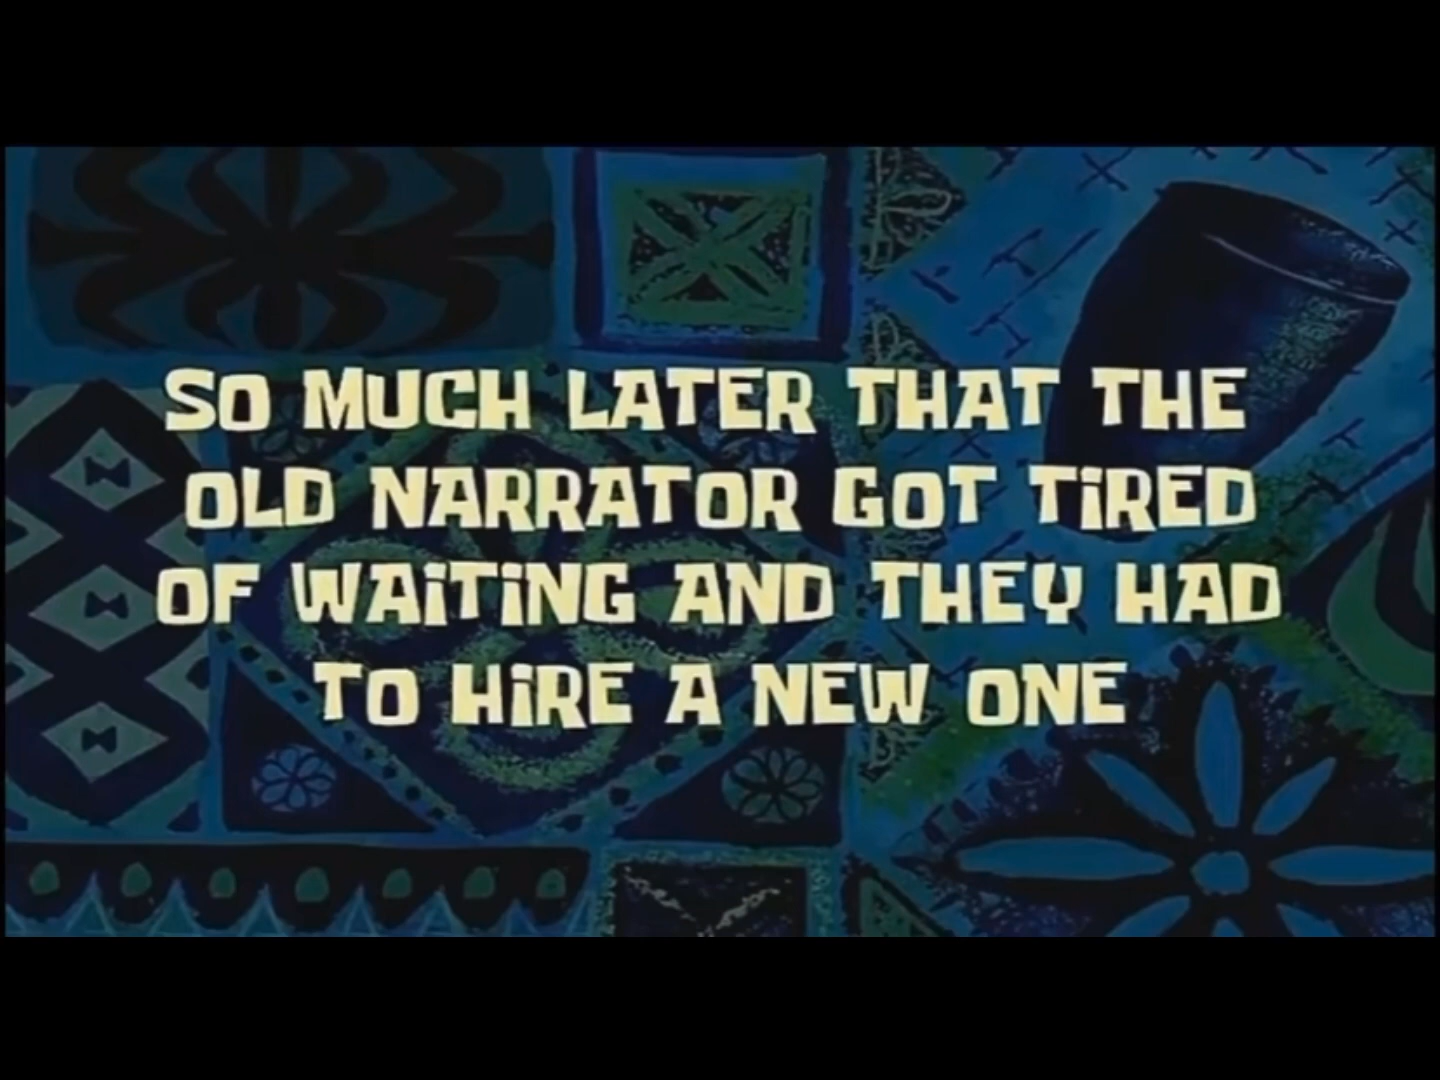 SO MUCH LATER THAT THE
OLD NARRATOR GOT TiRED
OF WAiTiNG AND THEY HAD
TO HiRE A NEW ONE